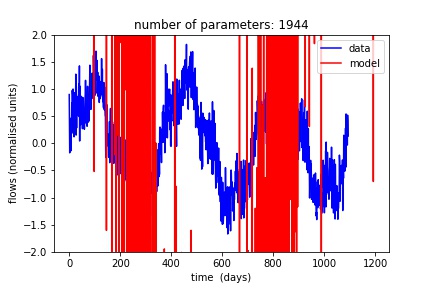 number of parameters: 1944
2.0
1.5
1.0
0.5
0.0
−0.5
−1.0
−1.5
−2.0
flows (normalised units)
data
model
0 200 400 600 800 1000 1200
time (days)